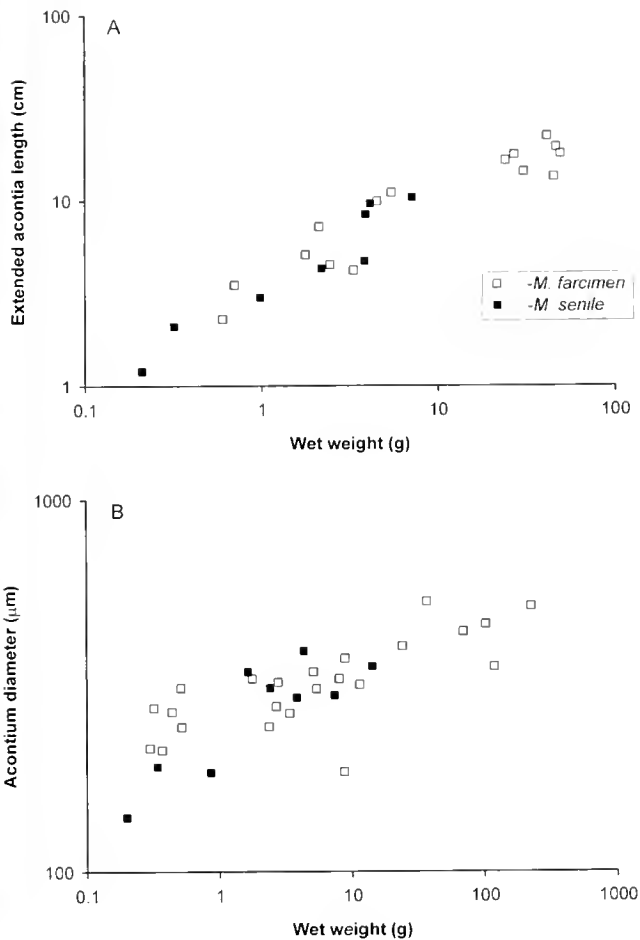 A
100
10
1
Extended acontia length (cm)
-M. farcimen
-M senile
0.1 1 10 100
Wet weight (g)
B
1000
100
Acontium diameter (μm)
0.1 1 10 100 1000
Wet weight (g)